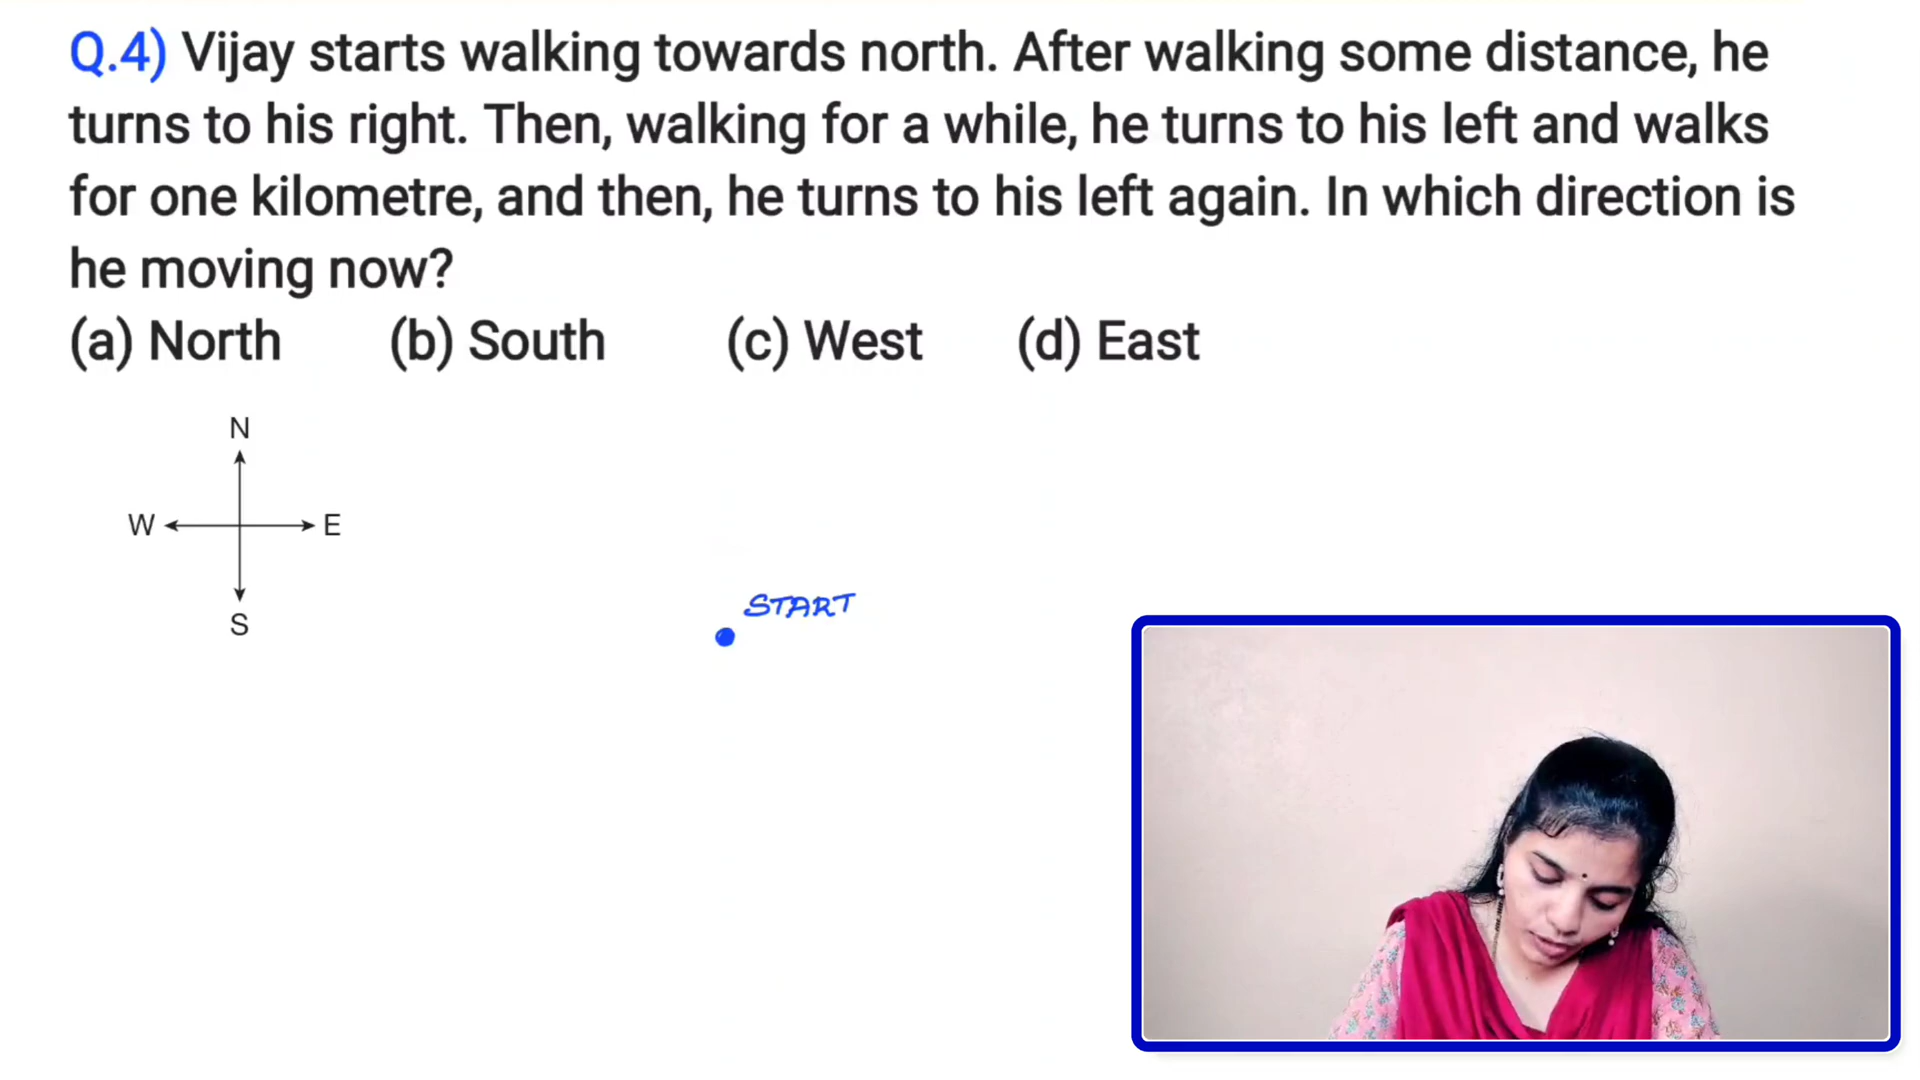 Q.4) Vijay starts walking towards north. After walking some distance, he
turns to his right. Then, walking for a while, he turns to his left and walks
for one kilometre, and then, he turns to his left again. In which direction is
he moving now?
(a) North (b) South (c) West (d) East
N
W E
S
START